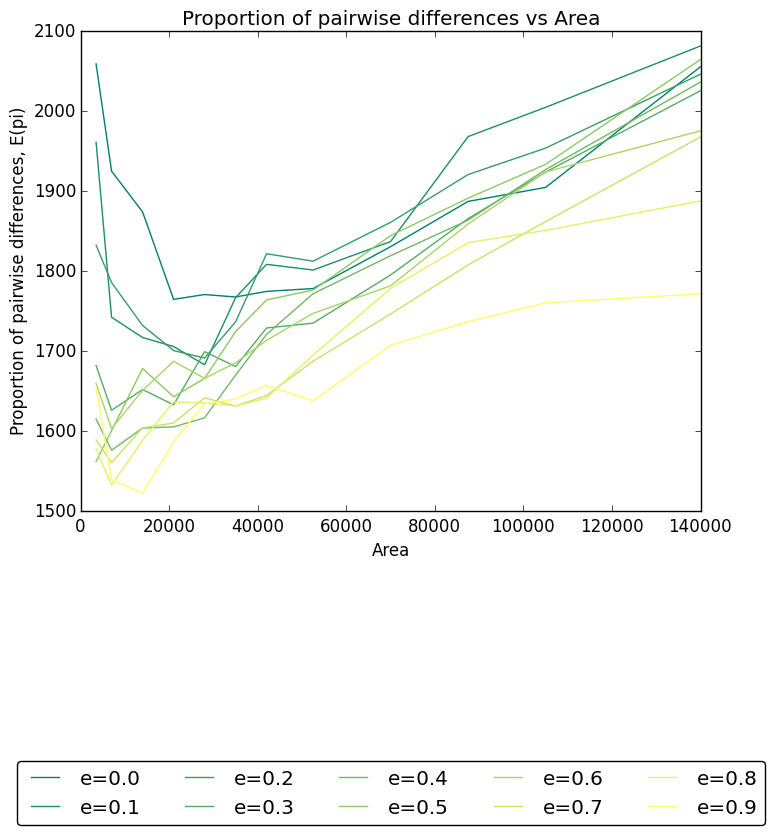 Proportion of pairwise differences vs Area
2100
2000
1900
1800
1700
1600
1500
Proportion of pairwise differences, E(pi)
0 20000 40000 60000 80000 100000 120000 140000
Area
e=0.0 e=0.2 e=0.4 e=0.6 e=0.8
e=0.1 e=0.3 e=0.5 e=0.7 e=0.9